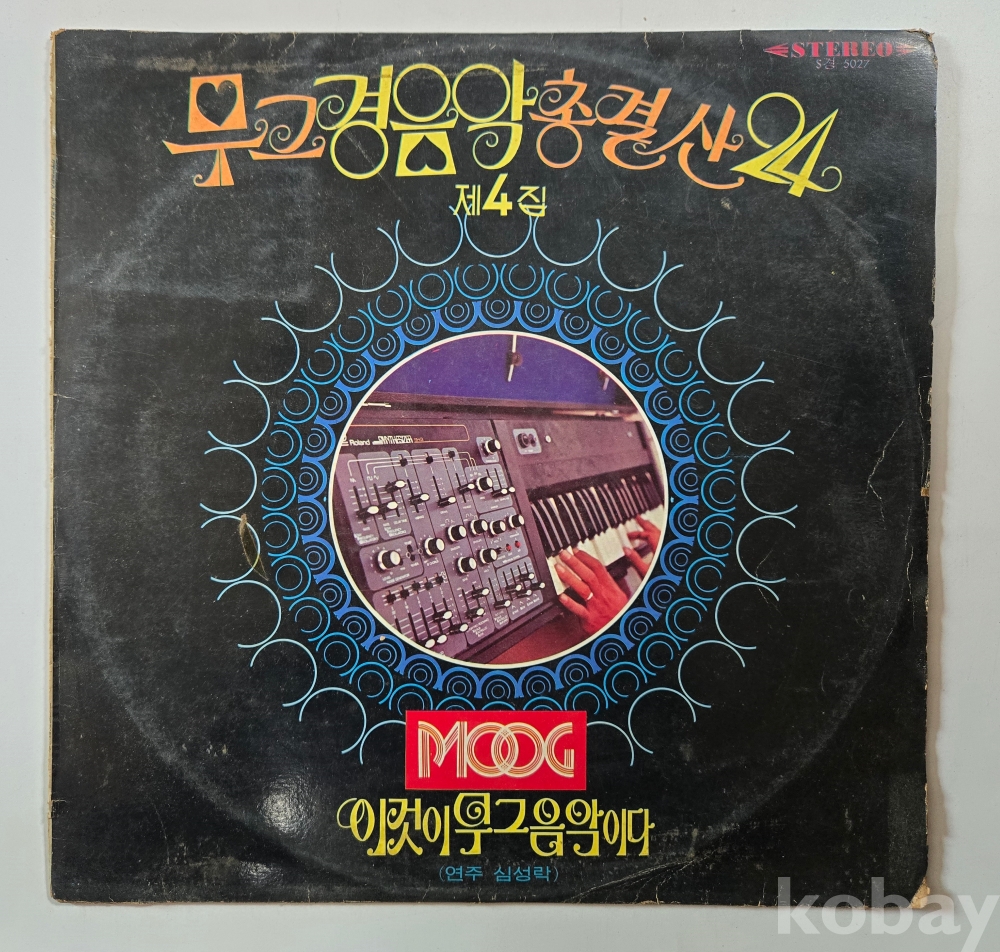 STEREO
S전 5027
무그경음악총결산24
제4집
Roland SYNTHESIZER
MOOG
이것이무그음악이다
(연주 심성락)
kobay